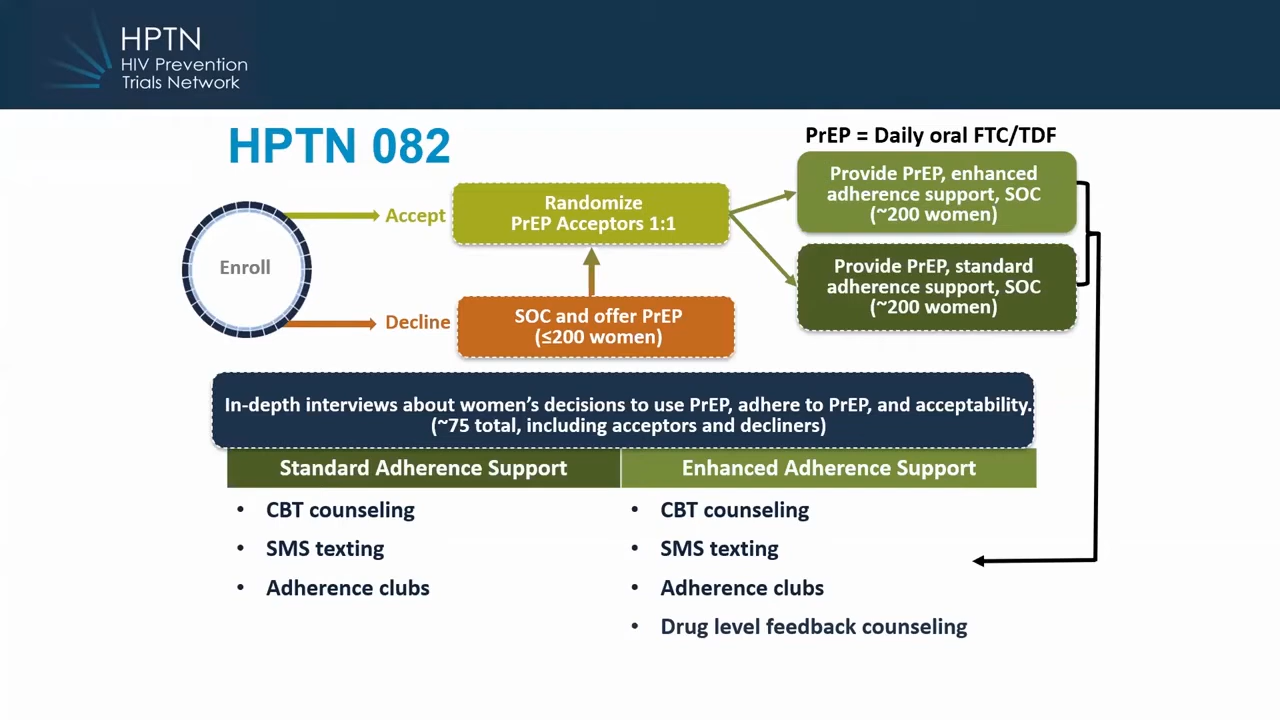 HPTN
HIV Prevention
Trials Network
HPTN 082
PrEP = Daily oral FTC/TDF
Enroll
Accept
Decline
Randomize
PrEP Acceptors 1:1
SOC and offer PrEP
(≤200 women)
Provide PrEP, enhanced
adherence support, SOC
(~200 women)
Provide PrEP, standard
adherence support, SOC
(~200 women)
In-depth interviews about women’s decisions to use PrEP, adhere to PrEP, and acceptability.
(~75 total, including acceptors and decliners)
Standard Adherence Support
• CBT counseling
• SMS texting
• Adherence clubs
Enhanced Adherence Support
• CBT counseling
• SMS texting
• Adherence clubs
• Drug level feedback counseling